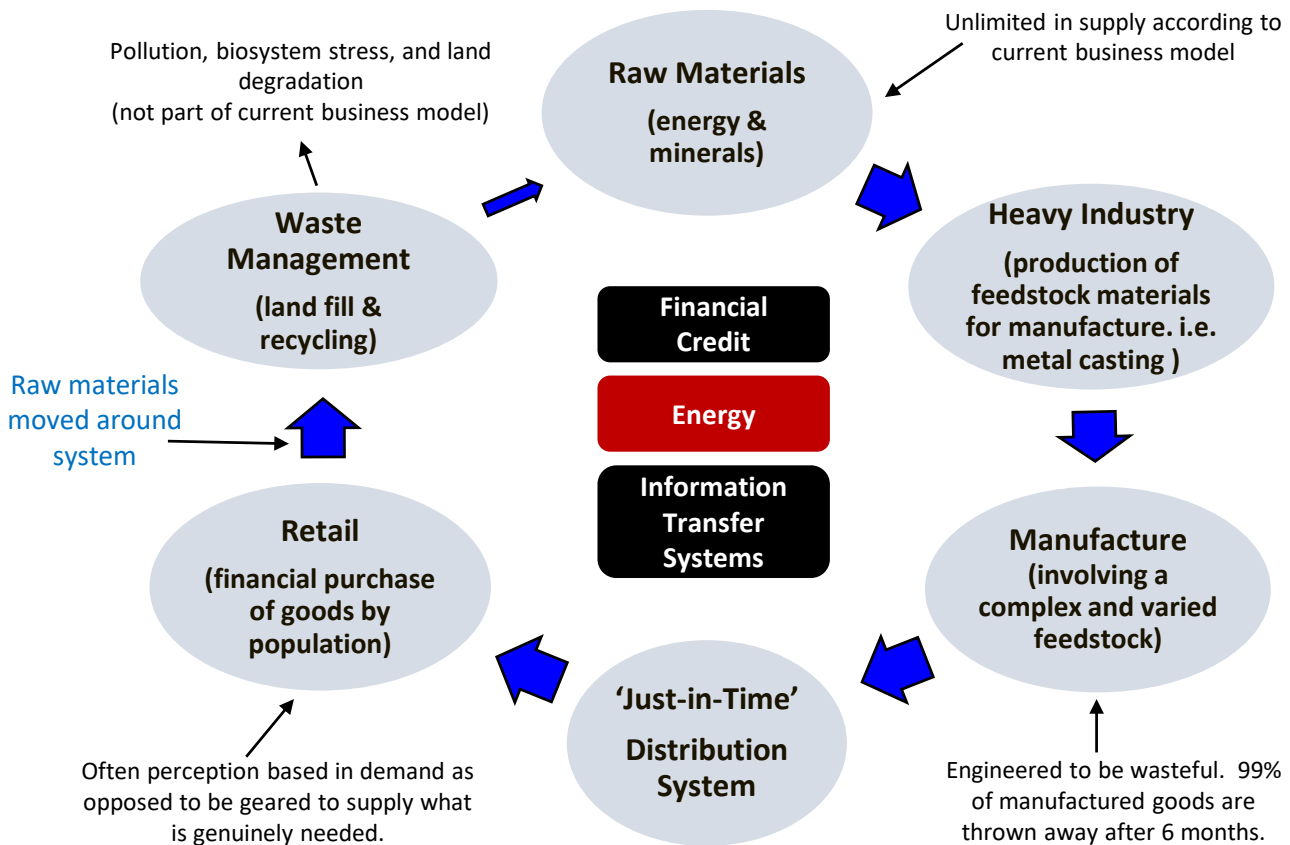 Pollution, biosystem stress, and land
degradation
(not part of current business model)
Unlimited in supply according to
current business model
Raw Materials
(energy &
minerals)
Waste
Management
(land fill &
recycling)
Heavy Industry
(production of
feedstock materials
for manufacture. i.e.
metal casting )
Financial
Credit
Energy
Information
Transfer
Systems
Raw materials
moved around
system
Retail
(financial purchase
of goods by
population)
Manufacture
(involving a
complex and varied
feedstock)
‘Just-in-Time’
Distribution
System
Often perception based in demand as
opposed to be geared to supply what
is genuinely needed.
Engineered to be wasteful. 99%
of manufactured goods are
thrown away after 6 months.